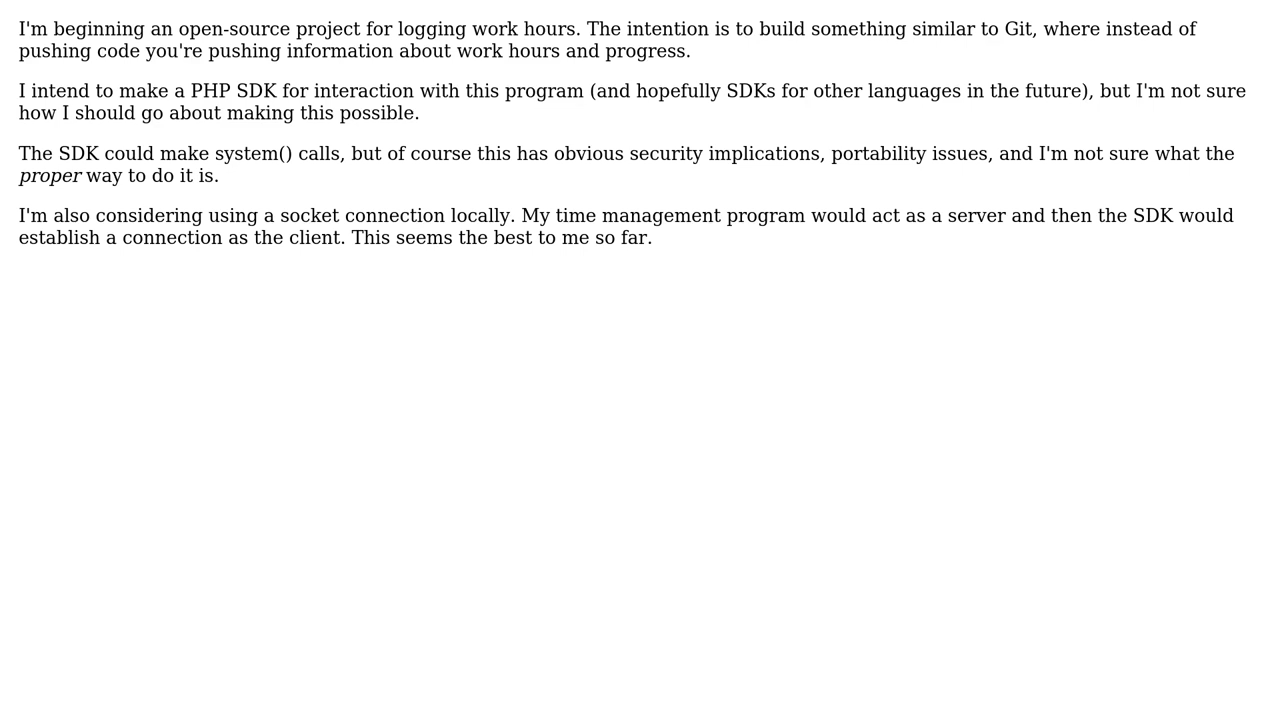 I'm beginning an open-source project for logging work hours. The intention is to build something similar to Git, where instead of
pushing code you're pushing information about work hours and progress.
I intend to make a PHP SDK for interaction with this program (and hopefully SDKs for other languages in the future), but I'm not sure
how I should go about making this possible.
The SDK could make system() calls, but of course this has obvious security implications, portability issues, and I'm not sure what the
proper way to do it is.
I'm also considering using a socket connection locally. My time management program would act as a server and then the SDK would
establish a connection as the client. This seems the best to me so far.